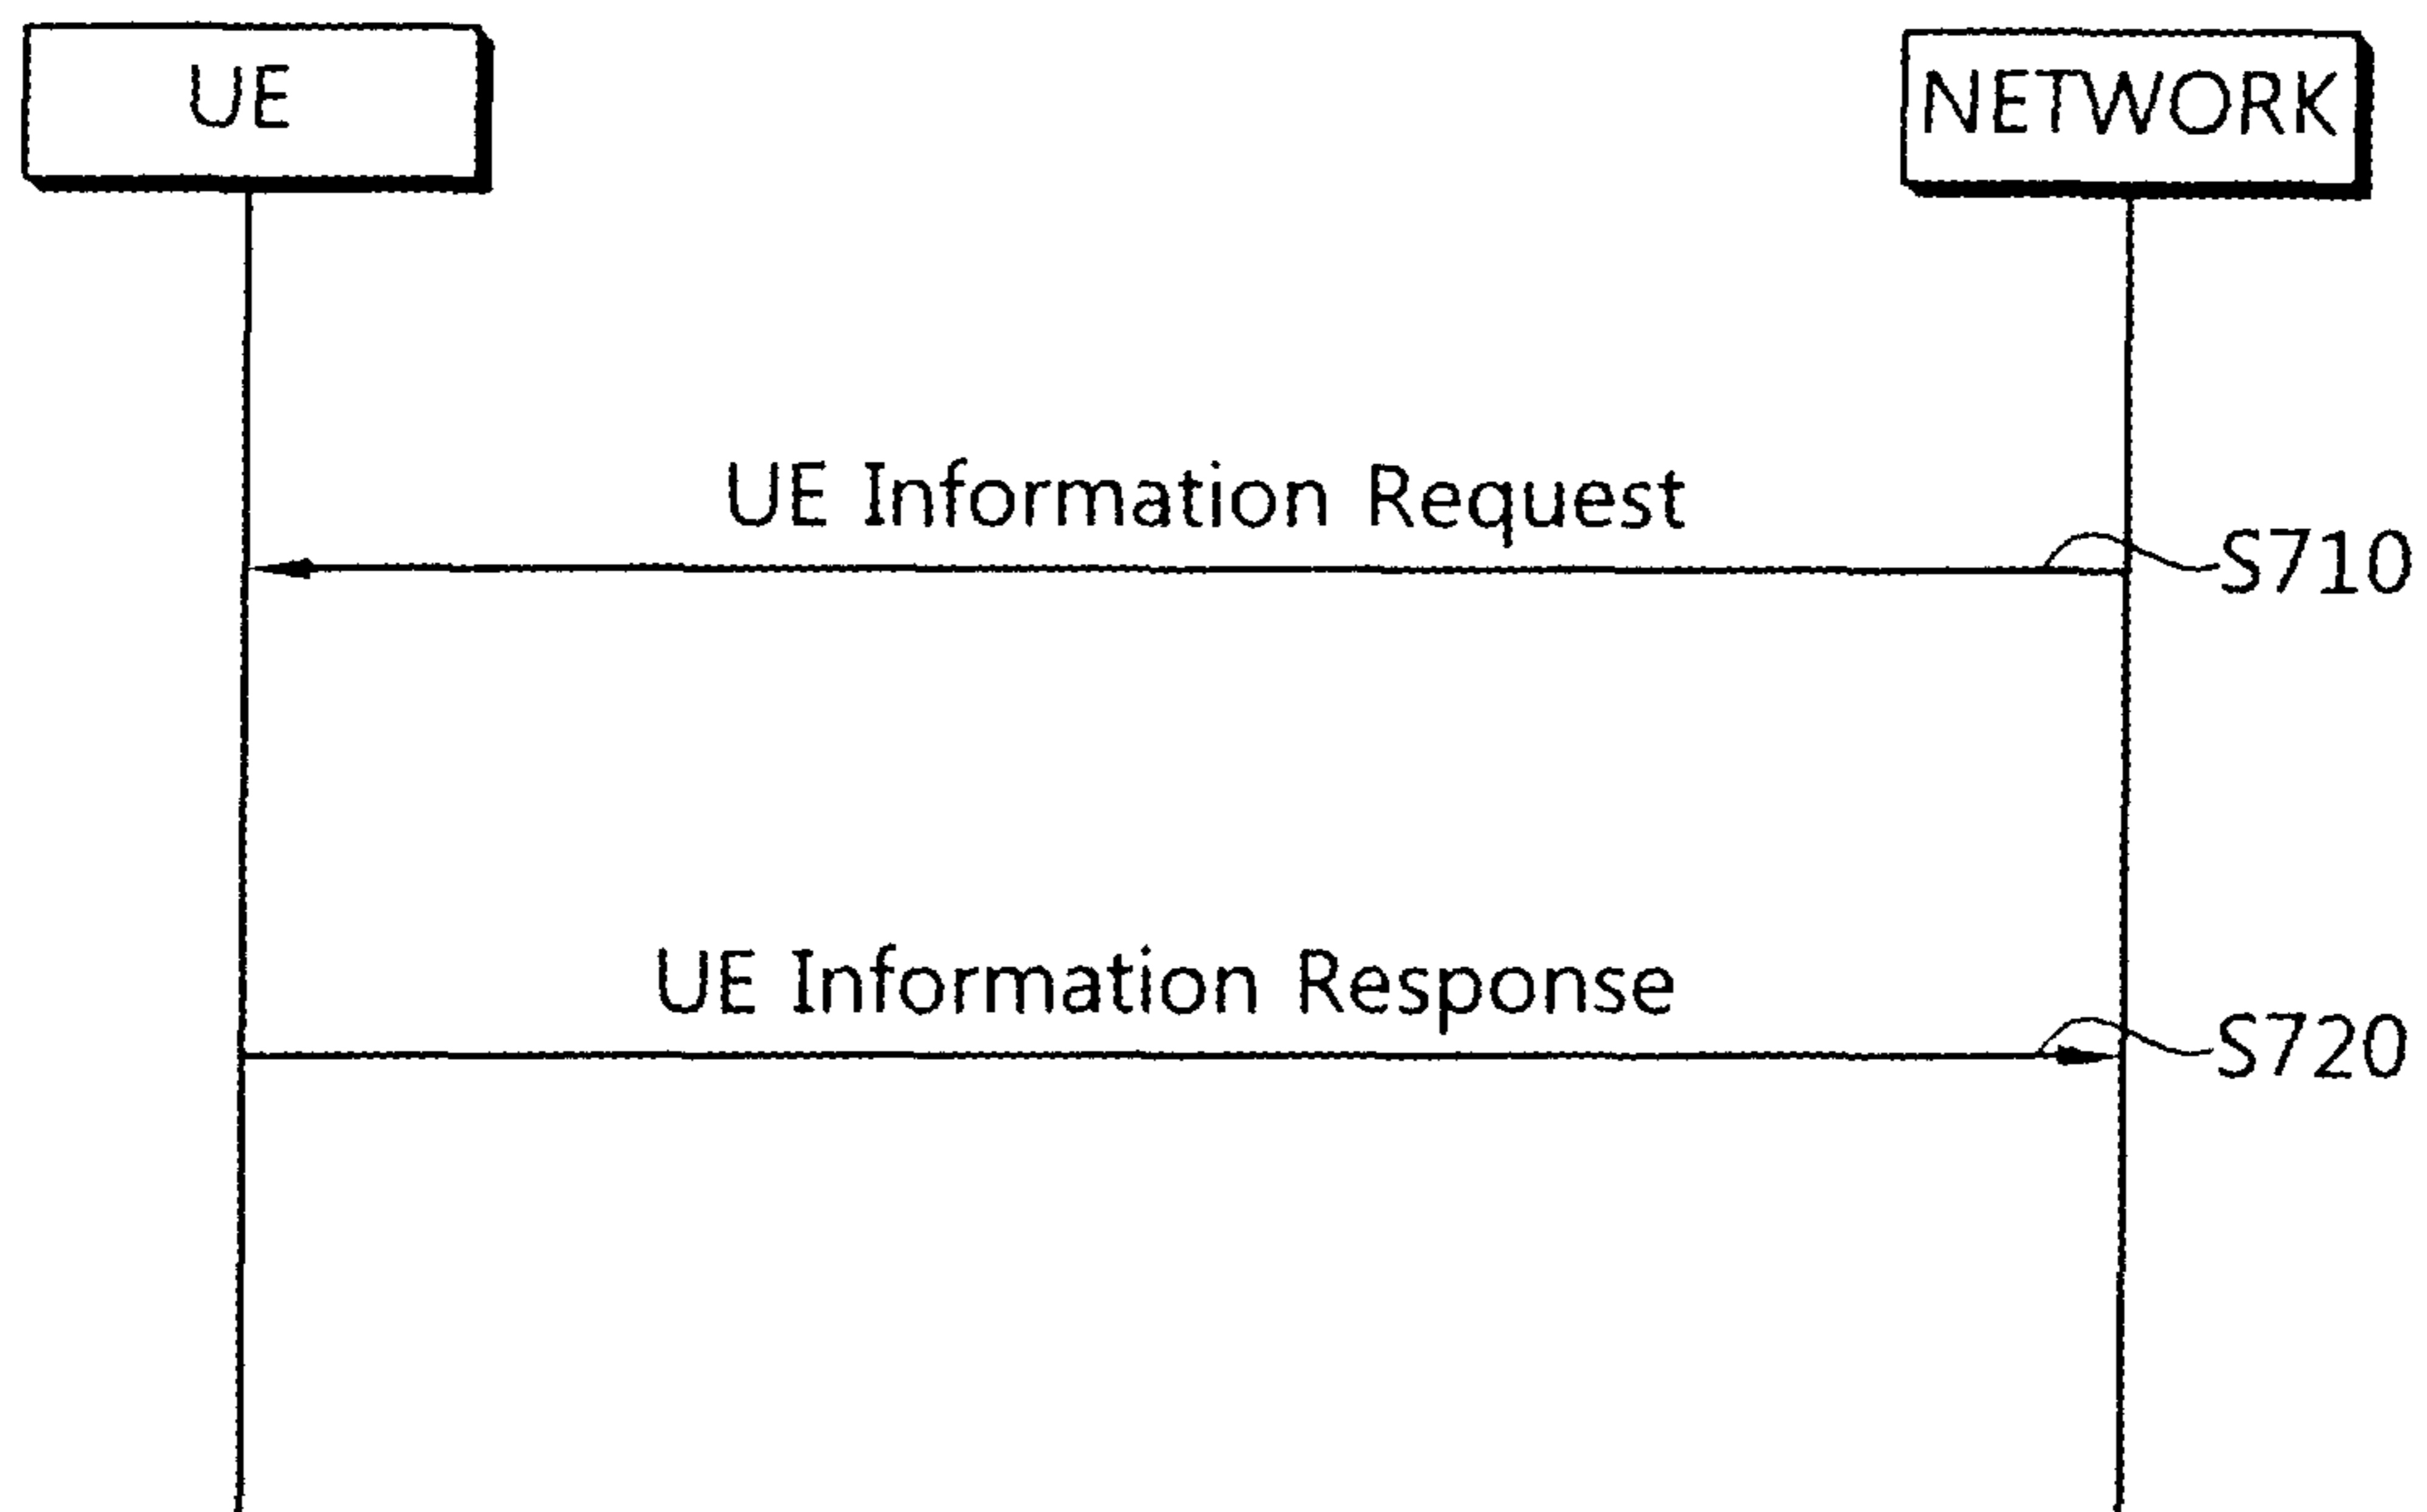 UE
NETWORK
UE Information Request
S710
UE Information Response
S720